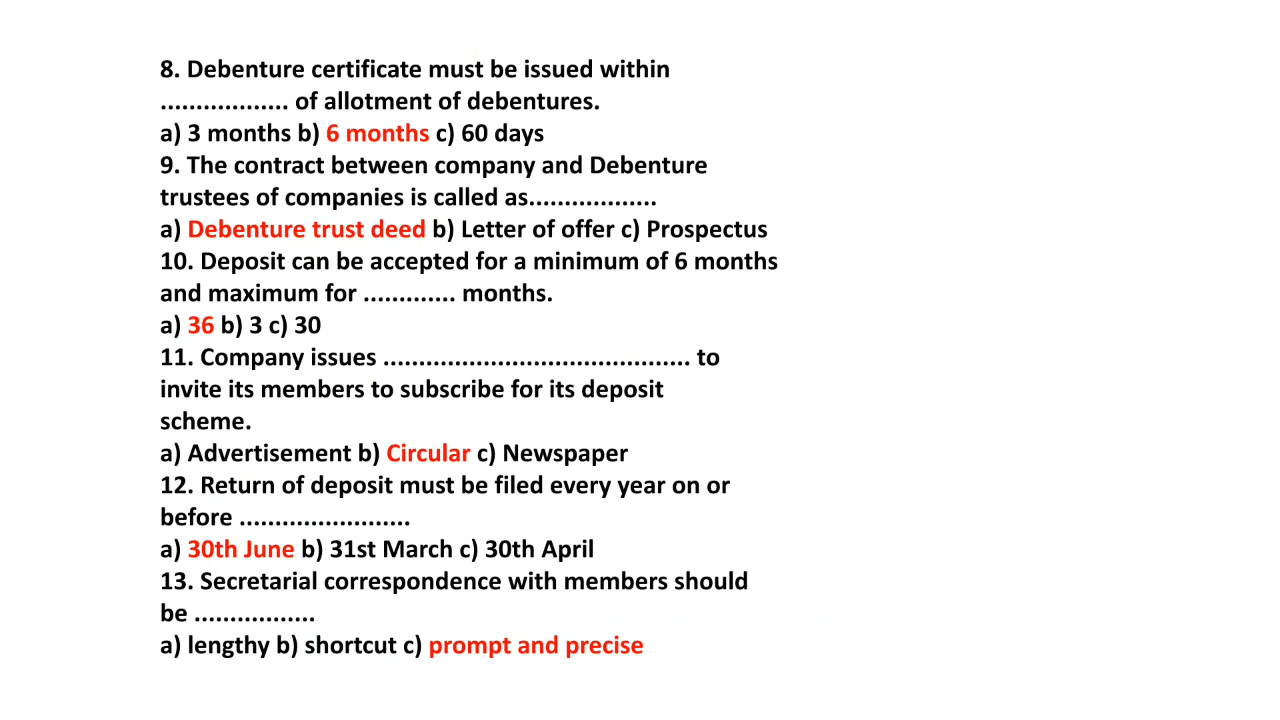 8. Debenture certificate must be issued within
.................. of allotment of debentures.
a) 3 months b) 6 months c) 60 days
9. The contract between company and Debenture
trustees of companies is called as..................
a) Debenture trust deed b) Letter of offer c) Prospectus
10. Deposit can be accepted for a minimum of 6 months
and maximum for ............. months.
a) 36 b) 3 c) 30
11. Company issues ........................................... to
invite its members to subscribe for its deposit
scheme.
a) Advertisement b) Circular c) Newspaper
12. Return of deposit must be filed every year on or
before ........................
a) 30th June b) 31st March c) 30th April
13. Secretarial correspondence with members should
be .................
a) lengthy b) shortcut c) prompt and precise